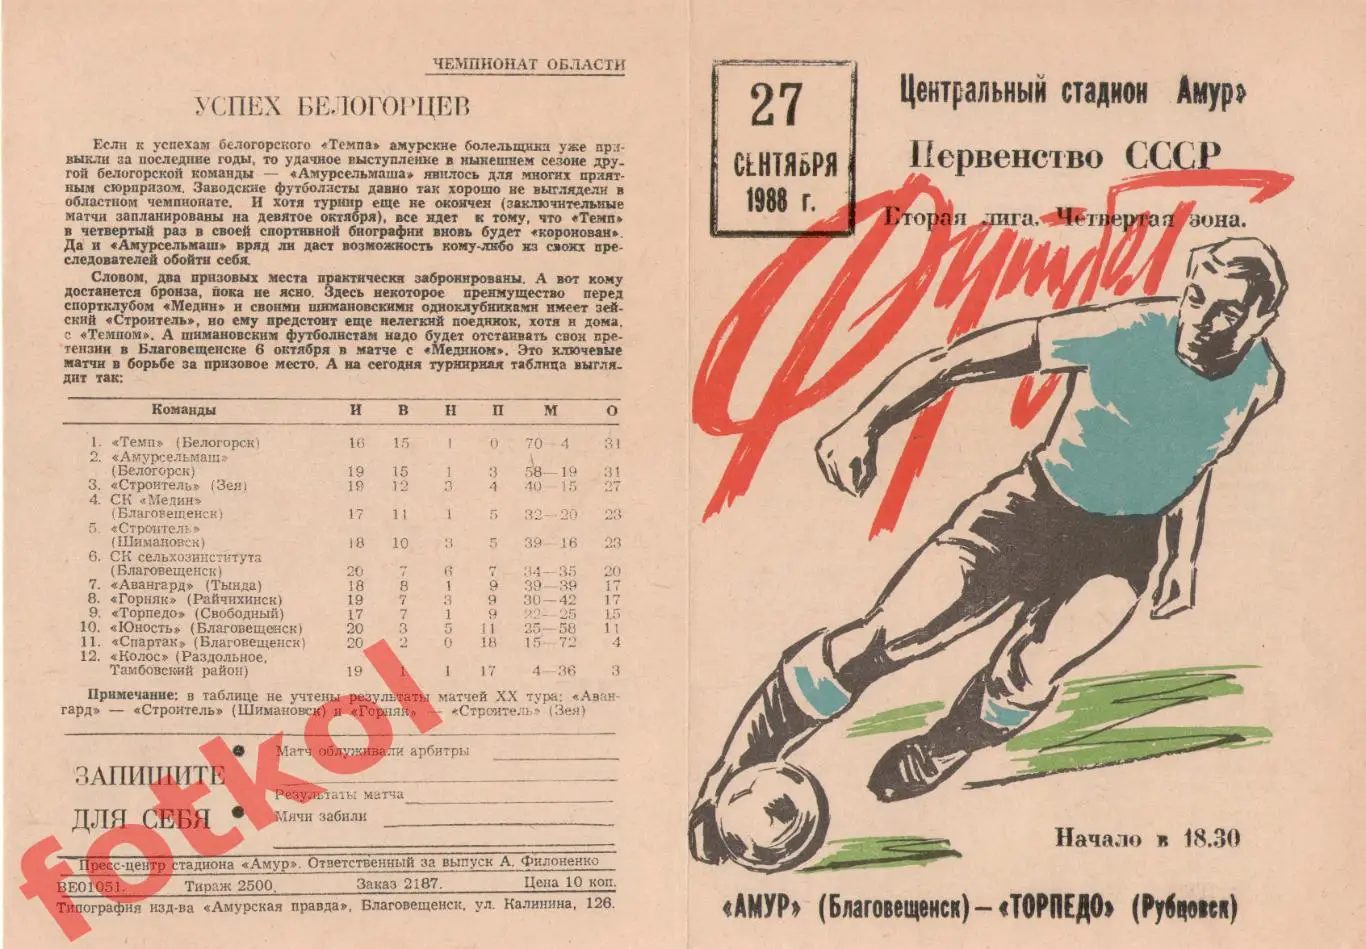 ЧЕМПИОНАТ ОБЛАСТИ
УСПЕХ БЕЛОГОРЦЕВ
Если к успехам белогорского «Темпа» амурские болельщики уже при-
выкли за последние годы, то удачное выступление в нынешнем сезоне дру-
гой белогорской команды — «Амурсельмаша» явилось для многих прият-
ным сюрпризом. Заводские футболисты давно так хорошо не выглядели в
областном чемпионате. И хотя турнир еще не окончен (заключительные
матчи запланированы на девятое октября), все идет к тому, что «Темп»
в четвертый раз в своей спортивной биографии вновь будет «коронован».
Да и «Амурсельмаш» вряд ли даст возможность кому-либо из своих пре-
следователей обойти себя.
Словом, два призовых места практически забронированы. А вот кому
достанется бронза, пока не ясно. Здесь некоторое преимущество перед
спортклубом «Медин» и своими шимановскими одноклубниками имеет зей-
ский «Строитель», но ему предстоит еще нелегкий поединок, хотя и дома,
с «Темпом». А шимановским футболистам надо будет отстаивать свои пре-
тензии в Благовещенске 6 октября в матче с «Медином». Это ключевые
матчи в борьбе за призовое место. А на сегодня турнирная таблица выгля-
дит так:
Команды И В Н П М О
1. «Темп» (Белогорск) 16 15 1 0 70—4 31
2. «Амурсельмаш»
(Белогорск) 19 15 1 3 58—19 31
3. «Строитель» (Зея) 19 12 3 4 40—15 27
4. СК «Медин»
(Благовещенск) 17 11 1 5 32—20 23
5. «Строитель»
(Шимановск) 18 10 3 5 39—16 23
6. СК сельхозинститута
(Благовещенск) 20 7 6 7 34—35 20
7. «Авангард» (Тында) 18 8 1 9 39—39 17
8. «Горняк» (Райчихинск) 19 7 3 9 30—42 17
9. «Торпедо» (Свободный) 17 7 1 9 22—25 15
10. «Юность» (Благовещенск) 20 3 5 11 25—58 11
11. «Спартак» (Благовещенск) 20 2 0 18 15—72 4
12. «Колос» (Раздольное,
Тамбовский район) 19 1 1 17 4—36 3
Примечание: в таблице не учтены результаты матчей XX тура: «Аван-
гард» — «Строитель» (Шимановск) и «Горняк» — «Строитель» (Зея)
ЗАПИШИТЕ
ДЛЯ СЕБЯ
Матч обслуживали арбитры
Результаты матча
Мячи забили
Пресс-центр стадиона «Амур». Ответственный за выпуск А. Филоненко
ВЕ01051. Тираж 2500. Заказ 2187. Цена 10 коп.
Типография изд-ва «Амурская правда», Благовещенск, ул. Калинина, 126.
fotkol
27
СЕНТЯБРЯ
1988 г.
Центральный стадион Амур»
Первенство СССР
Вторая лига. Четвертая зона.
Футбол
Начало в 18.30
«АМУР» (Благовещенск)—«ТОРПЕДО» (Рубцовск)